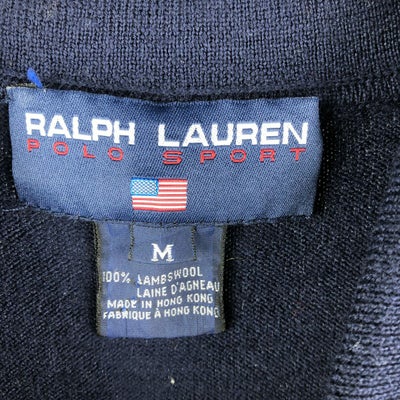 RALPH LAUREN
POLO SPORT
M
100% LAMBSWOOL
LAINE D'AGNEAU
MADE IN HONG KONG
FABRIQUE À HONG KONG